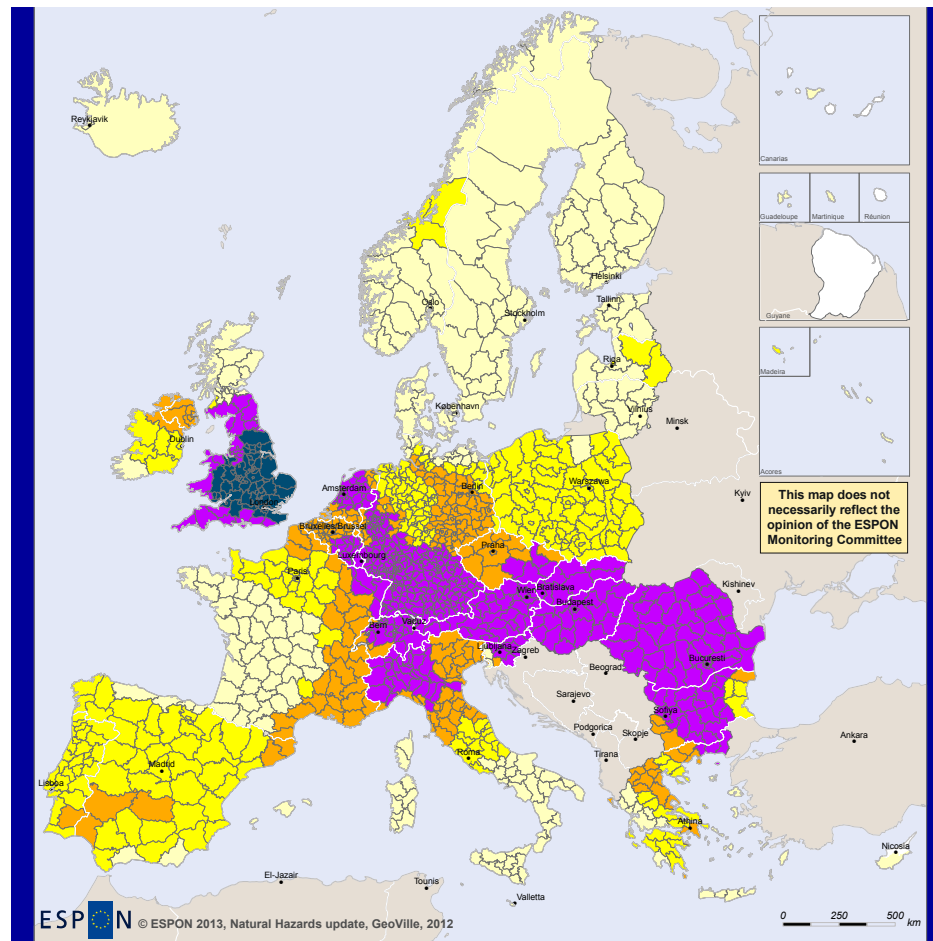 Reykjavik
Canarias
Guadeloupe
Martinique
Réunion
Guyane
Madeira
Acores
Helsinki
Tallinn
Oslo
Stockholm
Riga
København
Vilnius
Minsk
Dublin
Amsterdam
Berlin
Warszawa
London
Kyiv
Bruxelles/Brussel
Praha
Luxembourg
Paris
Kishinev
Wien
Bratislava
Budapest
Bern
Vaduz
Ljubljana
Zagreb
Bucuresti
Beograd
Sarajevo
Sofiya
Podgorica
Skopje
Ankara
Roma
Tirana
Madrid
Lisboa
Athina
Nicosia
El-Jazair
Tounis
Valletta
This map does not
necessarily reflect the
opinion of the ESPON
Monitoring Committee
ESPON © ESPON 2013, Natural Hazards update, GeoVille, 2012
0 250 500 km